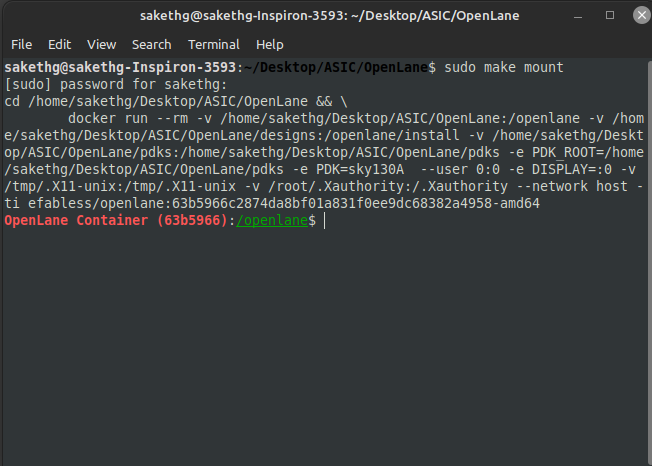 sakethg@sakethg-Inspiron-3593: ~/Desktop/ASIC/OpenLane
File Edit View Search Terminal Help
sakethg@sakethg-Inspiron-3593:~/Desktop/ASIC/OpenLane$ sudo make mount
[sudo] password for sakethg:
cd /home/sakethg/Desktop/ASIC/OpenLane && \
        docker run --rm -v /home/sakethg/Desktop/ASIC/OpenLane:/openlane -v /hom
e/sakethg/Desktop/ASIC/OpenLane/designs:/openlane/install -v /home/sakethg/Deskt
op/ASIC/OpenLane/pdks:/home/sakethg/Desktop/ASIC/OpenLane/pdks -e PDK_ROOT=/home
/sakethg/Desktop/ASIC/OpenLane/pdks -e PDK=sky130A  --user 0:0 -e DISPLAY=:0 -v
/tmp/.X11-unix:/tmp/.X11-unix -v /root/.Xauthority:/.Xauthority --network host -
ti efabless/openlane:63b5966c2874da8bf01a831f0ee9dc68382a4958-amd64
OpenLane Container (63b5966):/openlane$